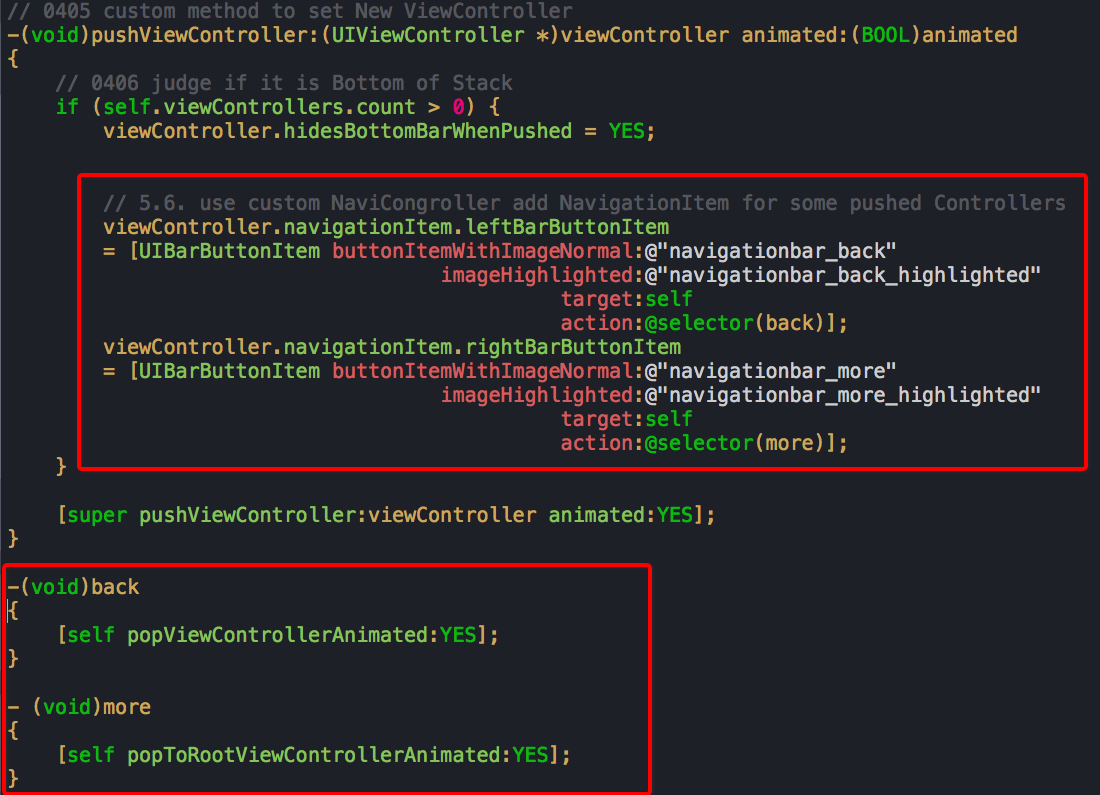 // 0405 custom method to set New ViewController
-(void)pushViewController:(UIViewController *)viewController animated:(BOOL)animated
{
// 0406 judge if it is Bottom of Stack
if (self.viewControllers.count > 0) {
viewController.hidesBottomBarWhenPushed = YES;
// 5.6. use custom NaviCongroller add NavigationItem for some pushed Controllers
viewController.navigationItem.leftBarButtonItem
= [UIBarButtonItem buttonItemWithImageNormal:@"navigationbar_back"
imageHighlighted:@"navigationbar_back_highlighted"
target:self
action:@selector(back)];
viewController.navigationItem.rightBarButtonItem
= [UIBarButtonItem buttonItemWithImageNormal:@"navigationbar_more"
imageHighlighted:@"navigationbar_more_highlighted"
target:self
action:@selector(more)];
}
[super pushViewController:viewController animated:YES];
}
-(void)back
{
[self popViewControllerAnimated:YES];
}
- (void)more
{
[self popToRootViewControllerAnimated:YES];
}